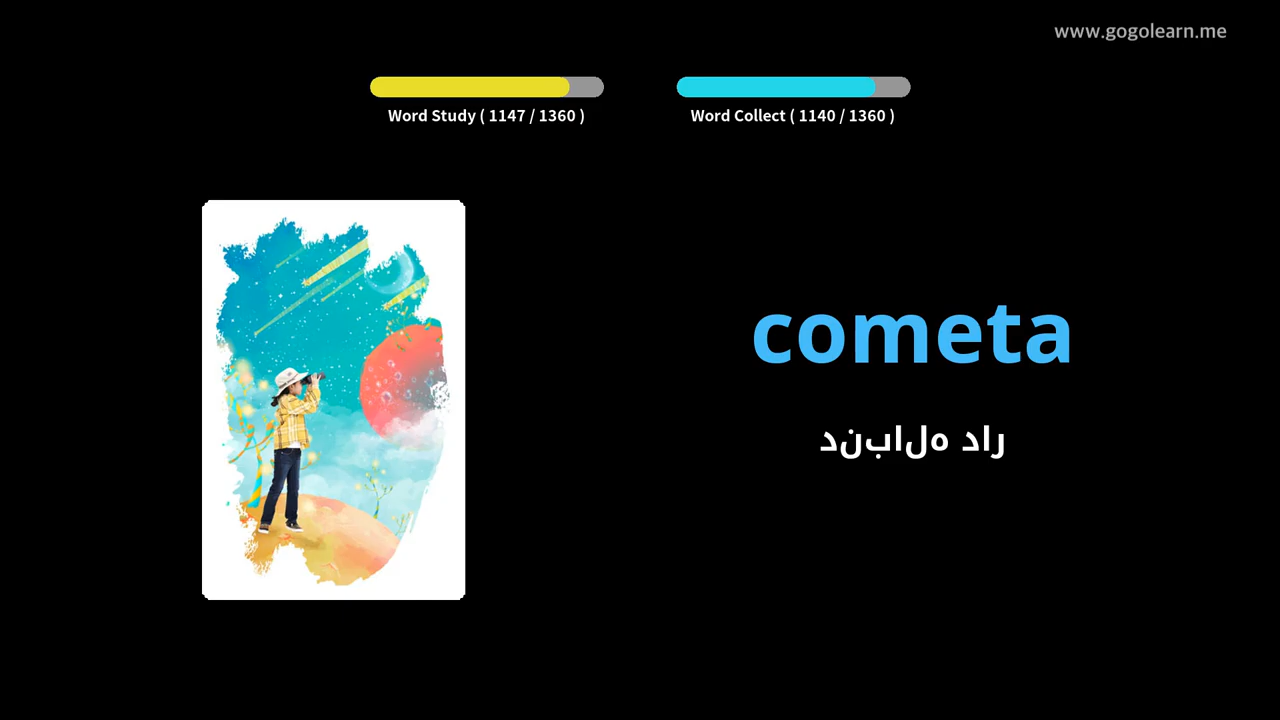 www.gogolearn.me
Word Study ( 1147 / 1360 )
Word Collect ( 1140 / 1360 )
cometa
دنباله دار